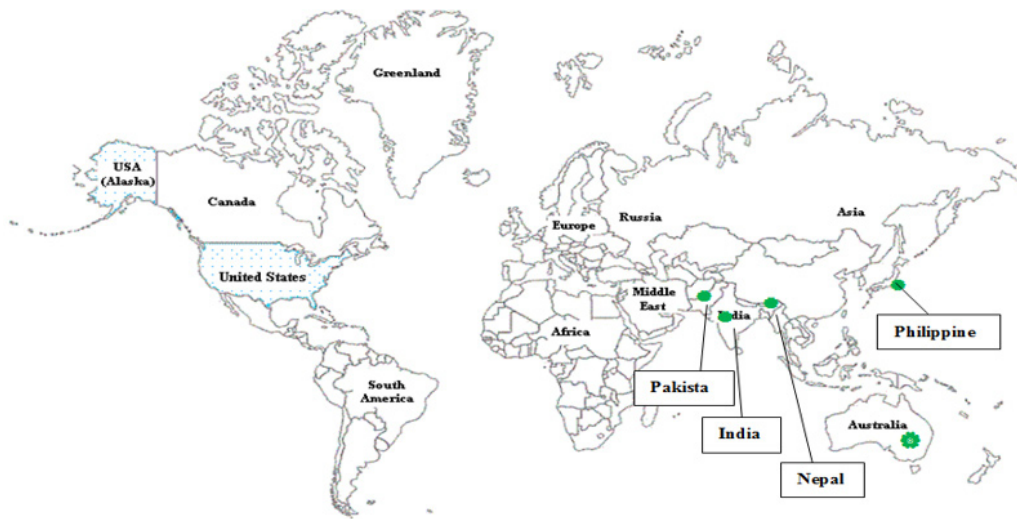 Greenland
USA
(Alaska)
Canada
United States
South
America
Europe
Russia
Asia
Middle
East
Africa
India
Australia
Philippine
Pakista
India
Nepal